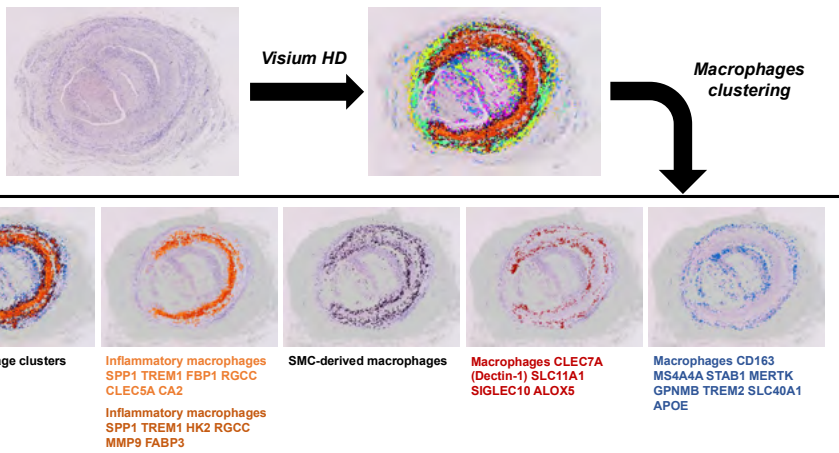 Visium HD
Macrophages
clustering
age clusters
Inflammatory macrophages
SPP1 TREM1 FBP1 RGCC
CLEC5A CA2
Inflammatory macrophages
SPP1 TREM1 HK2 RGCC
MMP9 FABP3
SMC-derived macrophages
Macrophages CLEC7A
(Dectin-1) SLC11A1
SIGLEC10 ALOX5
Macrophages CD163
MS4A4A STAB1 MERTK
GPNMB TREM2 SLC40A1
APOE